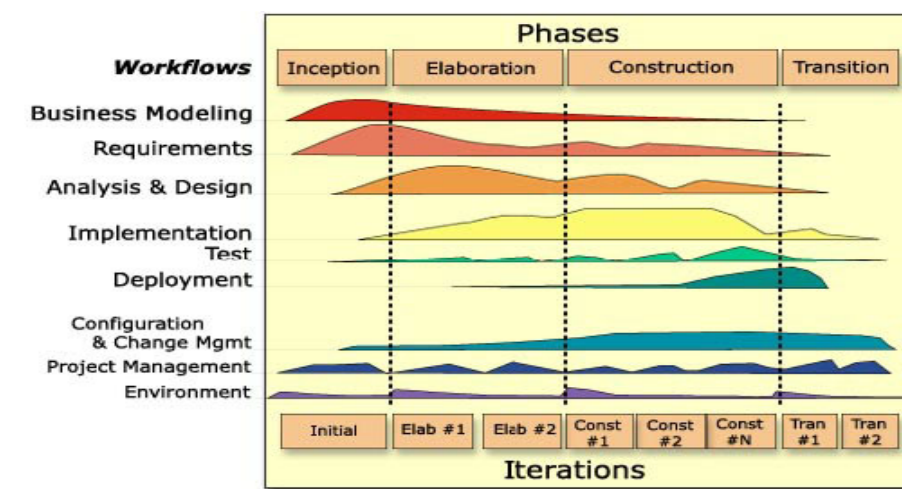 Phases
Workflows
Inception
Elaboration
Construction
Transition
Business Modeling
Requirements
Analysis & Design
Implementation
Test
Deployment
Configuration
& Change Mgmt
Project Management
Environment
Initial
Elab #1
Elab #2
Const
#1
Const
#2
Const
#N
Tran
#1
Tran
#2
Iterations